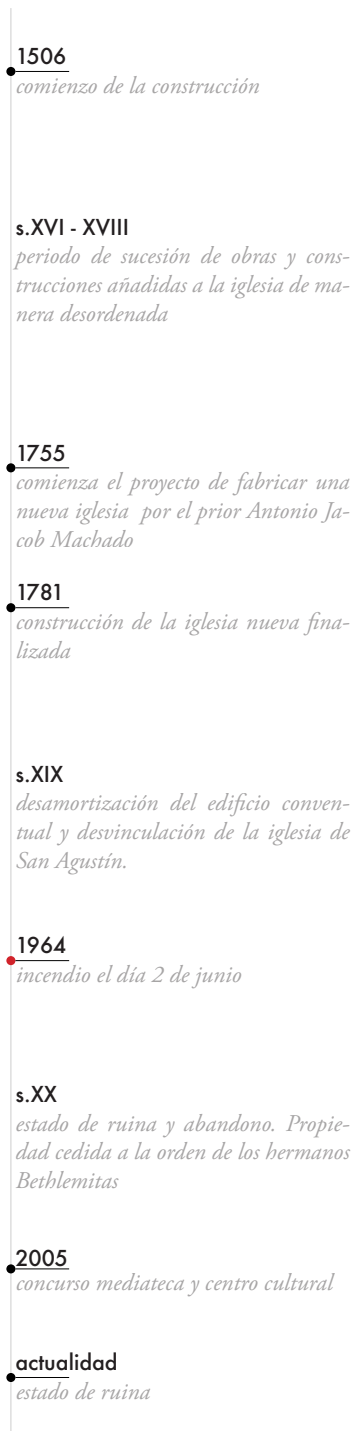 1506
comienzo de la construcción
s.XVI - XVIII
periodo de sucesión de obras y cons-
trucciones añadidas a la iglesia de ma-
nera desordenada
1755
comienza el proyecto de fabricar una
nueva iglesia por el prior Antonio Ja-
cob Machado
1781
construcción de la iglesia nueva fina-
lizada
s.XIX
desamortización del edificio conven-
tual y desvinculación de la iglesia de
San Agustín.
1964
incendio el día 2 de junio
s.XX
estado de ruina y abandono. Propie-
dad cedida a la orden de los hermanos
Bethlemitas
2005
concurso mediateca y centro cultural
actualidad
estado de ruina